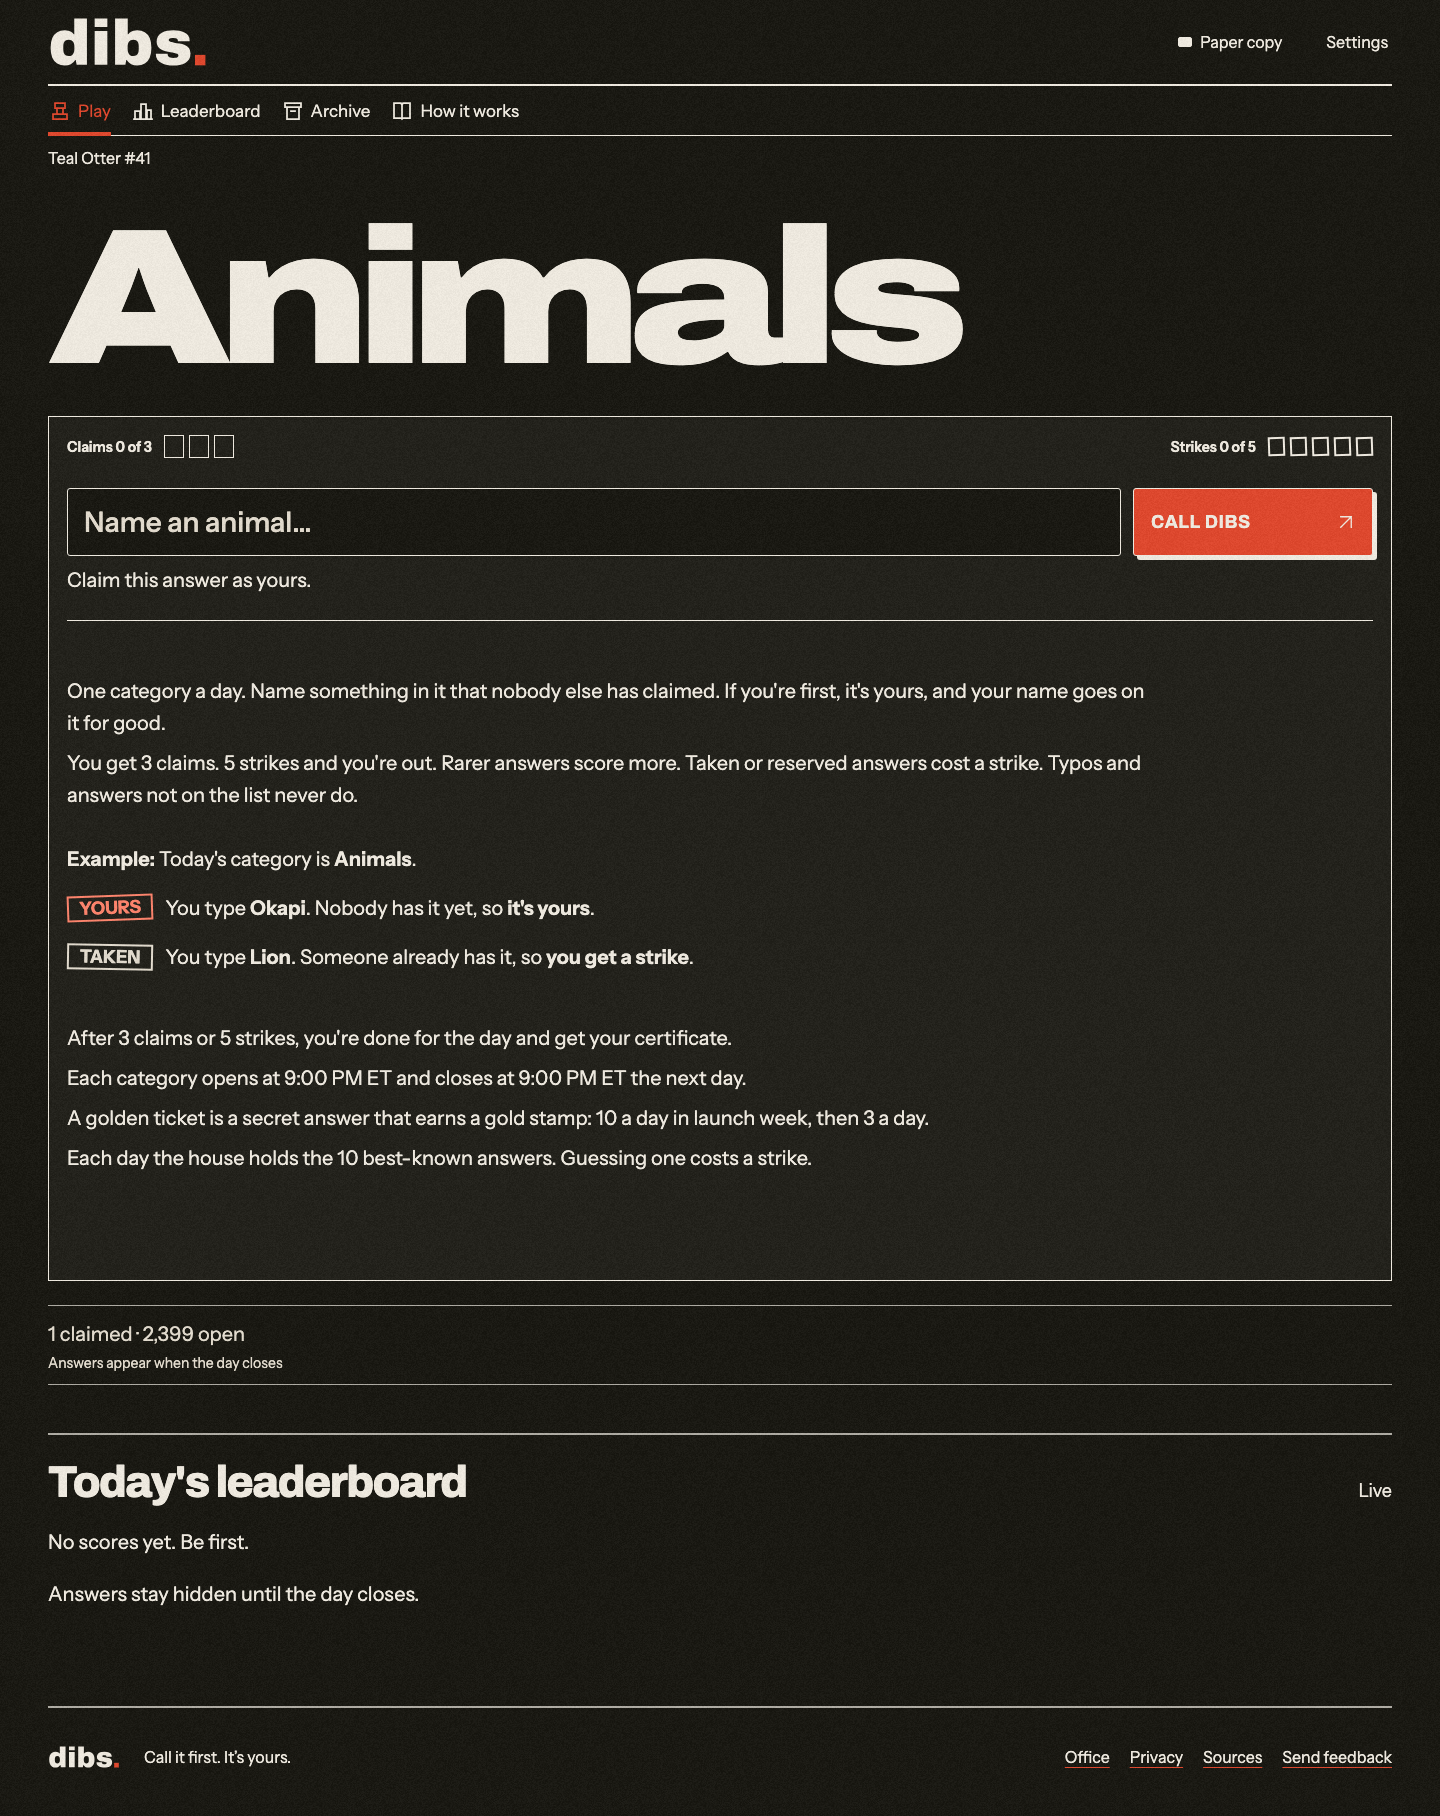 dibs.
Paper copy
Settings
Play
Leaderboard
Archive
How it works
Teal Otter #41
Animals
Claims 0 of 3
Strikes 0 of 5
Name an animal...
CALL DIBS
Claim this answer as yours.
One category a day. Name something in it that nobody else has claimed. If you're first, it's yours, and your name goes on
it for good.
You get 3 claims. 5 strikes and you're out. Rarer answers score more. Taken or reserved answers cost a strike. Typos and
answers not on the list never do.
Example: Today's category is Animals.
YOURS You type Okapi. Nobody has it yet, so it's yours.
TAKEN You type Lion. Someone already has it, so you get a strike.
After 3 claims or 5 strikes, you're done for the day and get your certificate.
Each category opens at 9:00 PM ET and closes at 9:00 PM ET the next day.
A golden ticket is a secret answer that earns a gold stamp: 10 a day in launch week, then 3 a day.
Each day the house holds the 10 best-known answers. Guessing one costs a strike.
1 claimed · 2,399 open
Answers appear when the day closes
Today's leaderboard
Live
No scores yet. Be first.
Answers stay hidden until the day closes.
dibs.
Call it first. It's yours.
Office
Privacy
Sources
Send feedback